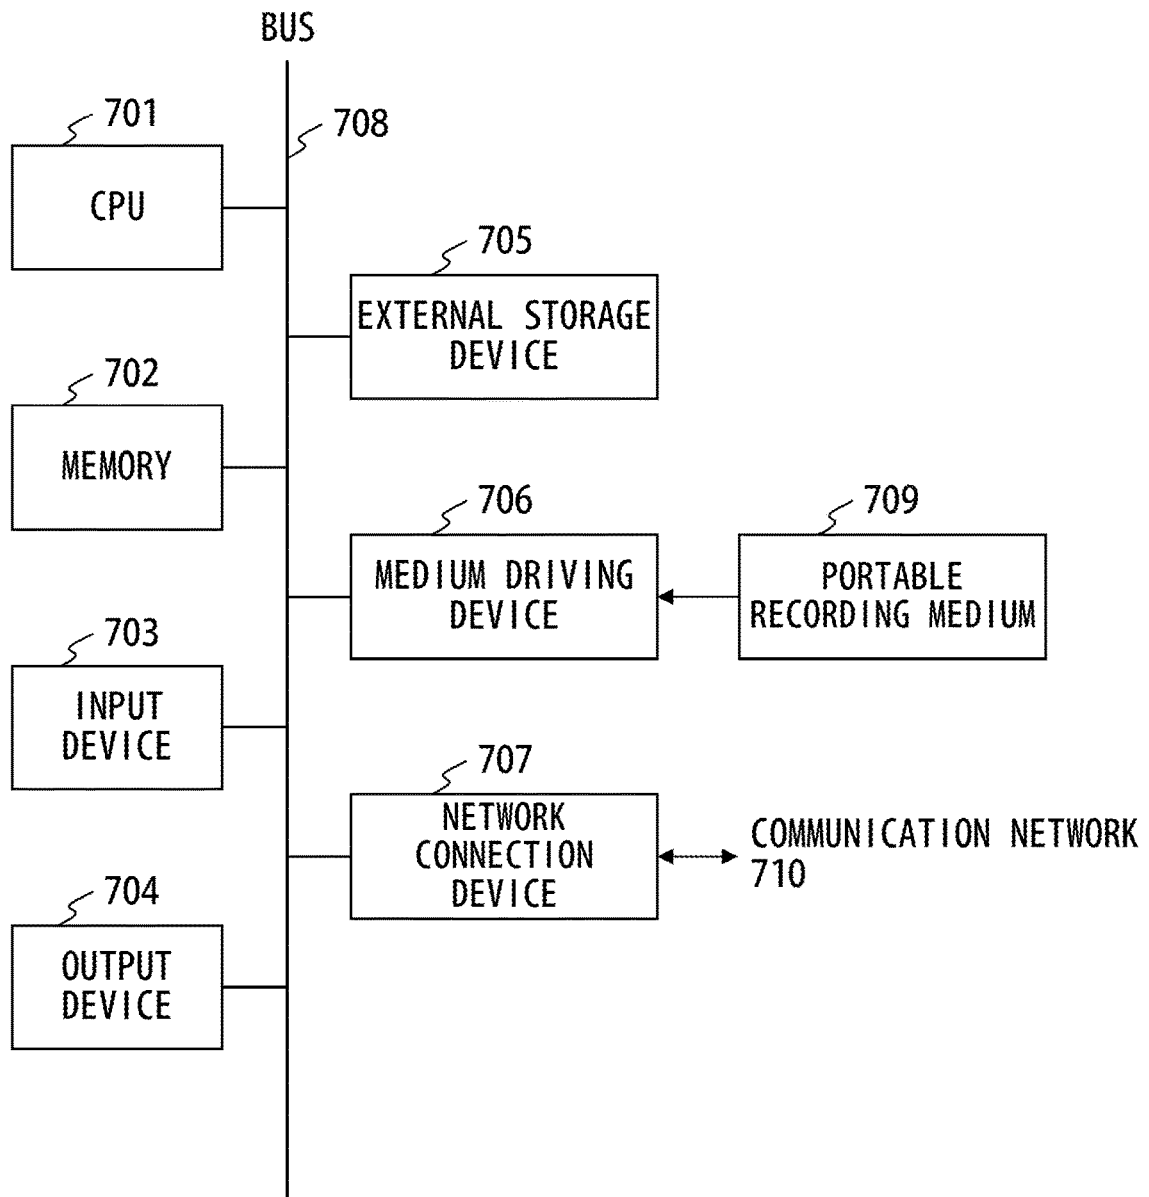 BUS
701
708
CPU
705
EXTERNAL STORAGE
DEVICE
702
MEMORY
706
709
MEDIUM DRIVING
DEVICE
PORTABLE
RECORDING MEDIUM
703
INPUT
DEVICE
707
NETWORK
CONNECTION
DEVICE
COMMUNICATION NETWORK
710
704
OUTPUT
DEVICE